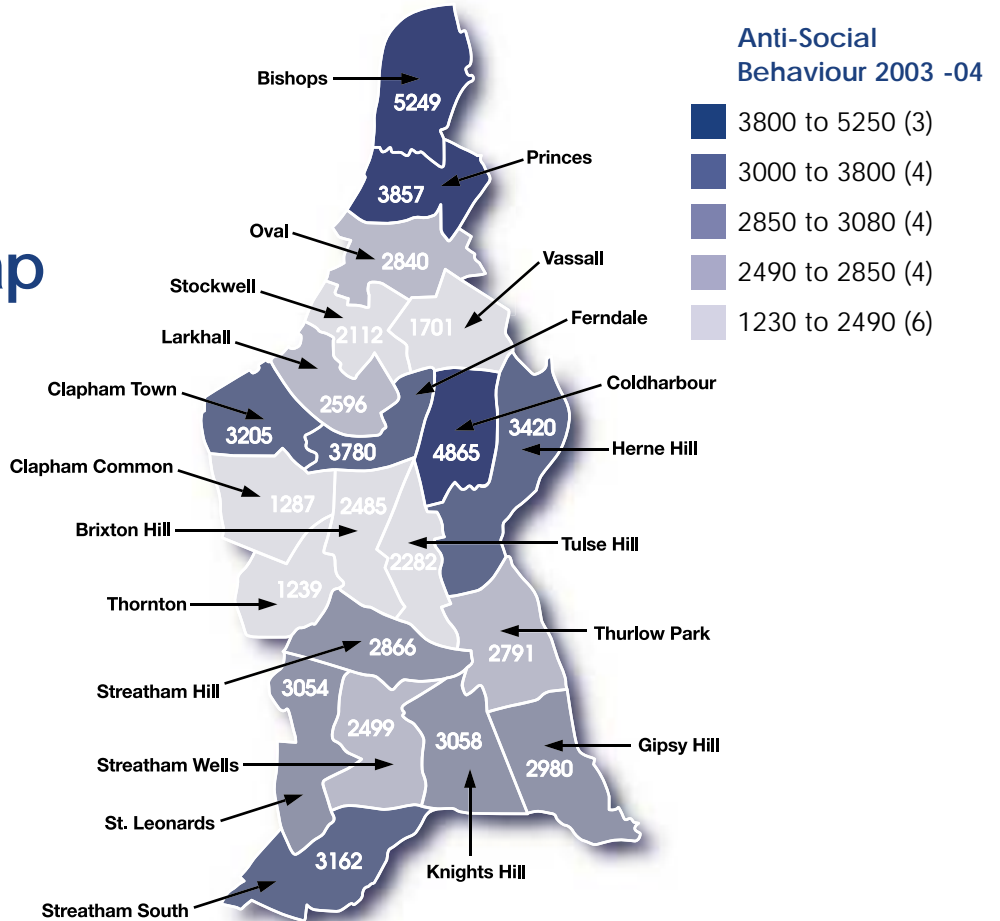 Anti-Social
Behaviour 2003 -04
3800 to 5250 (3)
3000 to 3800 (4)
2850 to 3080 (4)
2490 to 2850 (4)
1230 to 2490 (6)
ap
Bishops
5249
Princes
3857
Oval
2840
Vassall
1701
Stockwell
2112
Ferndale
3780
Larkhall
2596
Coldharbour
4865
Clapham Town
3205
Herne Hill
3420
Clapham Common
1287
Brixton Hill
2485
Tulse Hill
2282
Thornton
1239
Thurlow Park
2791
Streatham Hill
2866
3054
Streatham Wells
2499
Gipsy Hill
2980
St. Leonards
3058
Knights Hill
3162
Streatham South